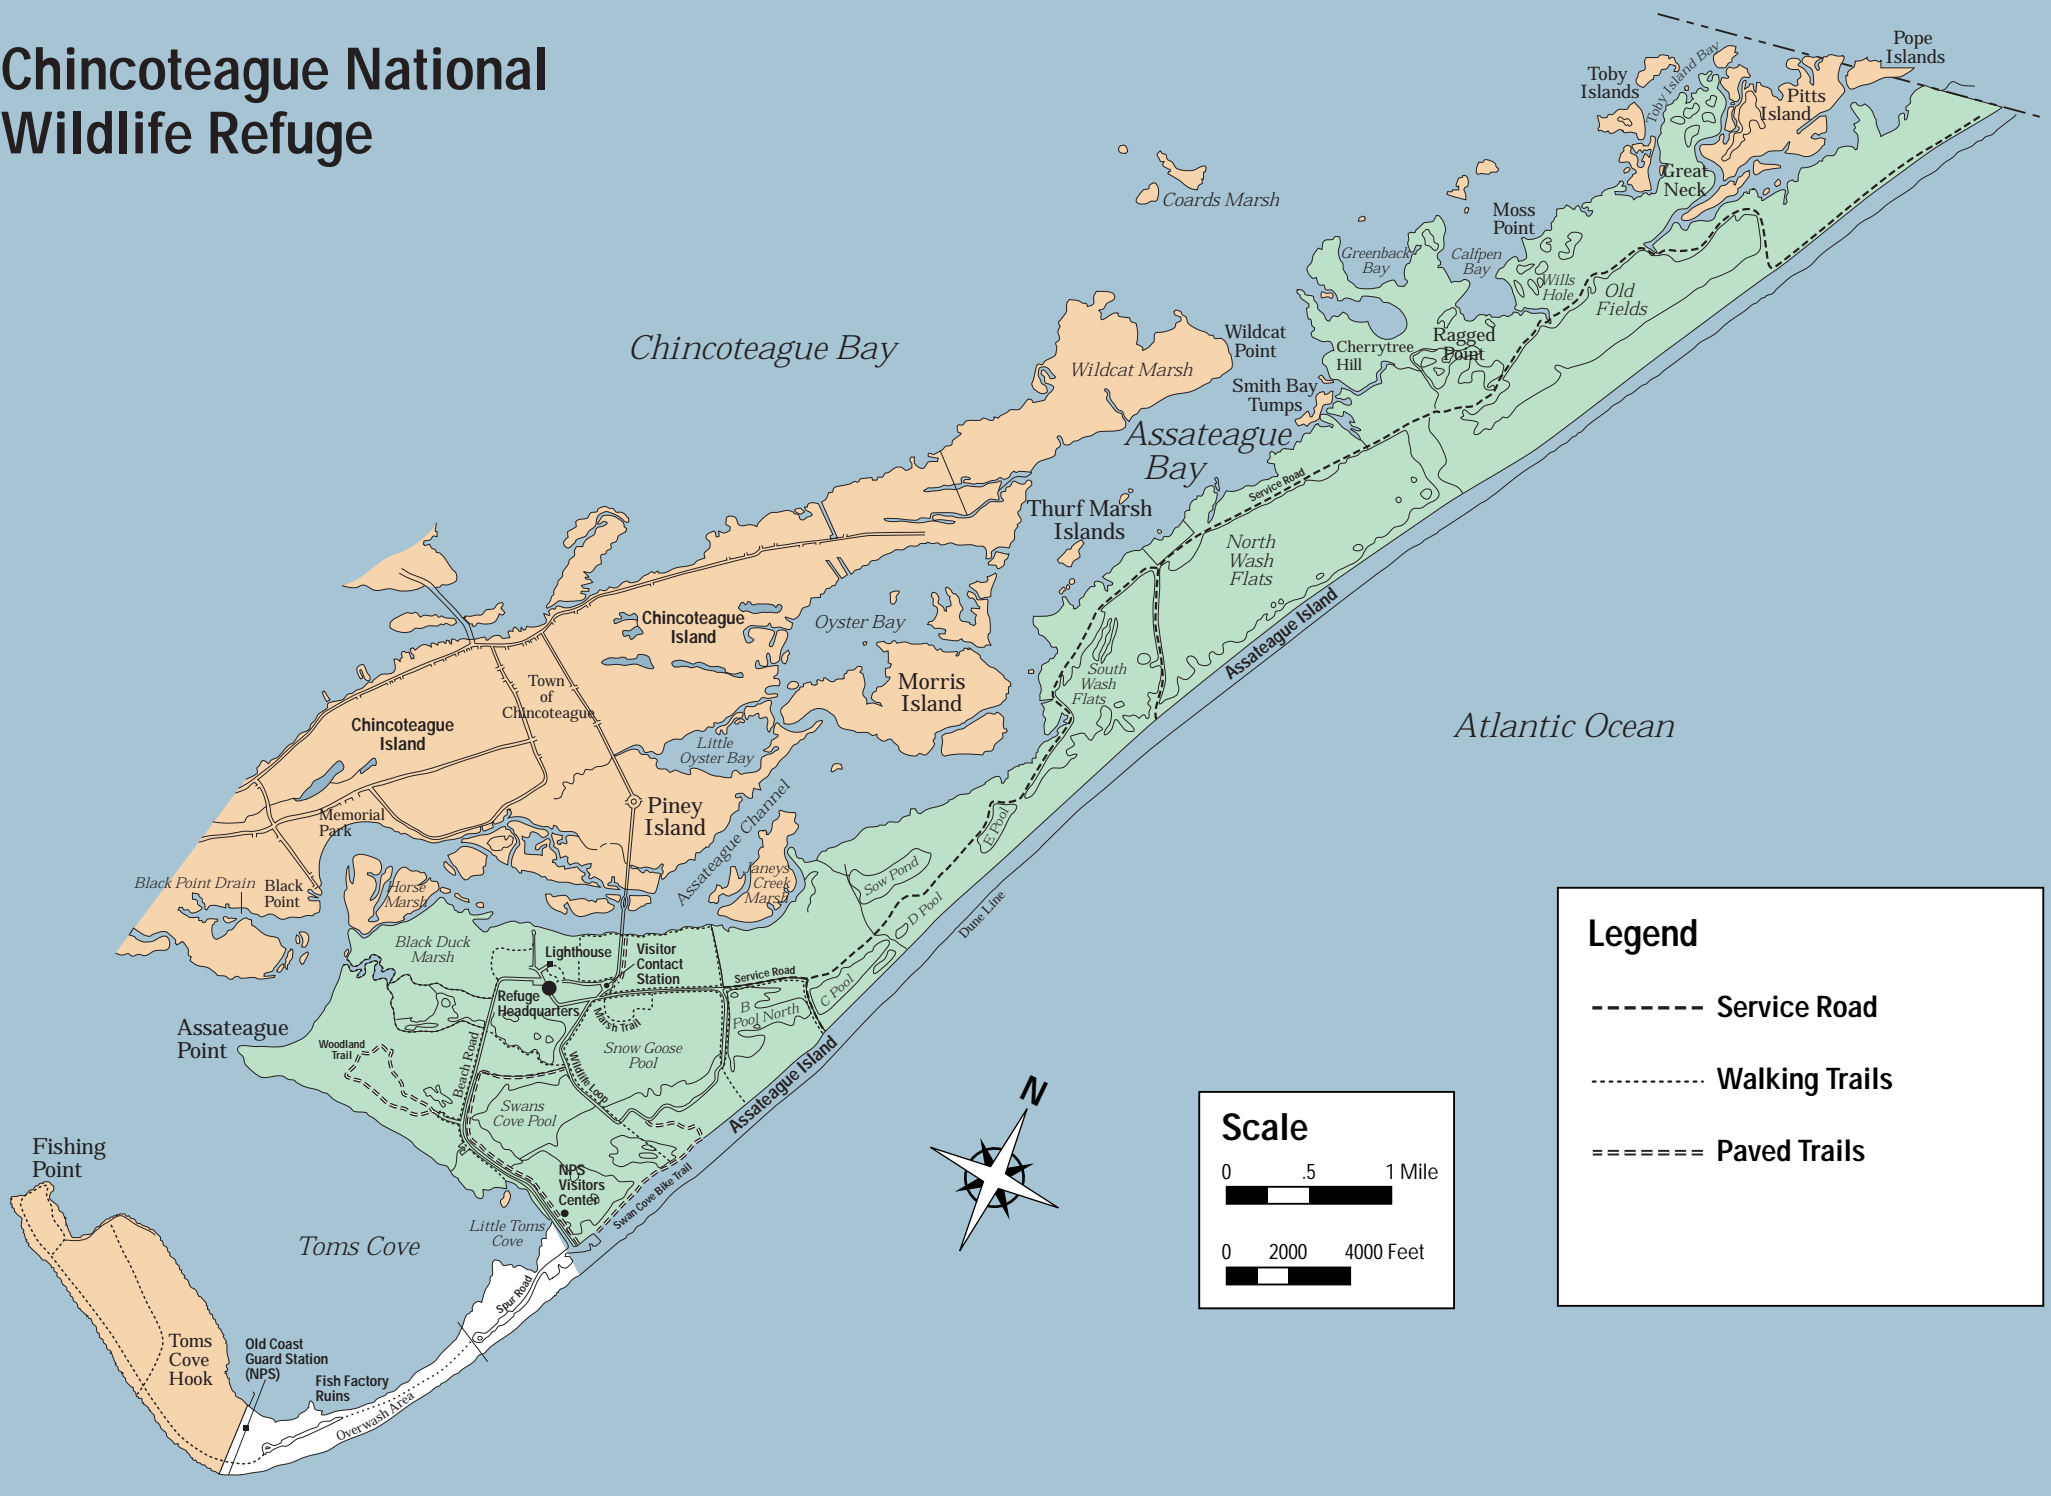 Chincoteague National
Wildlife Refuge
Pope
Islands
Toby
Islands
Toby Island Bay
Pitts
Island
Great
Neck
Coards Marsh
Moss
Point
Greenback
Bay
Calfpen
Bay
Wills
Hole
Old
Fields
Chincoteague Bay
Wildcat
Point
Wildcat Marsh
Cherrytree
Hill
Ragged
Point
Smith Bay
Tumps
Assateague
Bay
Service Road
Thurf Marsh
Islands
North
Wash
Flats
Chincoteague
Island
Oyster Bay
Assateague Island
South
Wash
Flats
Town
of
Chincoteague
Morris
Island
Atlantic Ocean
Chincoteague
Island
Little
Oyster Bay
Memorial
Park
Piney
Island
Assateague Channel
E Pool
Black Point Drain
Black
Point
Horse
Marsh
Janeys
Creek
Marsh
Sow Pond
D Pool
Dune Line
Black Duck
Marsh
Lighthouse
Visitor
Contact
Station
Service Road
Refuge
Headquarters
B
Pool North
C Pool
Marsh Trail
Assateague
Point
Woodland
Trail
Beach Road
Snow Goose
Pool
Wildlife Loop
Assateague Island
Swans
Cove Pool
Fishing
Point
NPS
Visitors
Center
Swan Cove Bike Trail
Little Toms
Cove
Toms Cove
Spur Road
Toms
Cove
Hook
Old Coast
Guard Station
(NPS)
Fish Factory
Ruins
Overwash Area
N
Scale
0 .5 1 Mile
0 2000 4000 Feet
Legend
Service Road
Walking Trails
Paved Trails